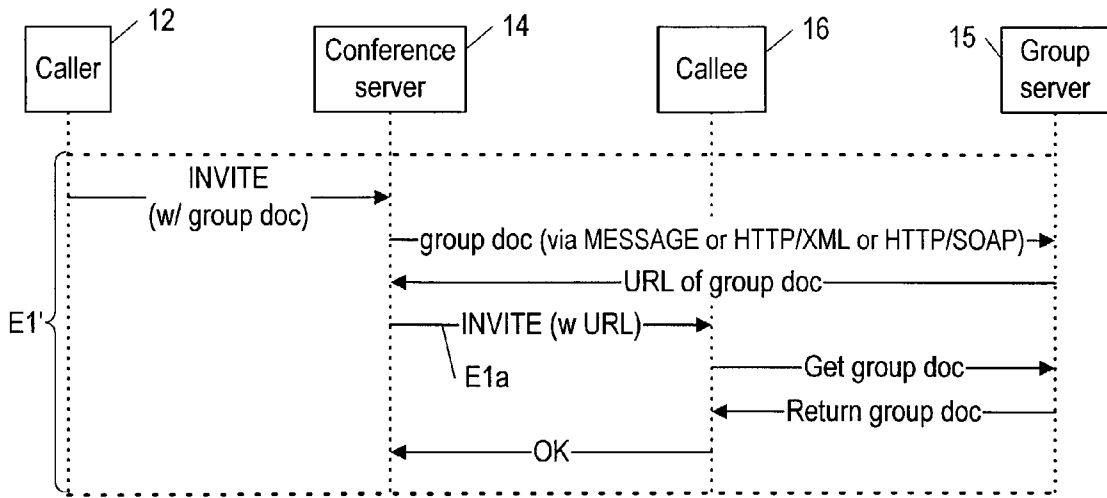 12
14
16
15
Caller
Conference
server
Callee
Group
server
INVITE
(w/ group doc)
group doc (via MESSAGE or HTTP/XML or HTTP/SOAP)
URL of group doc
E1'
INVITE (w URL)
E1a
Get group doc
Return group doc
OK